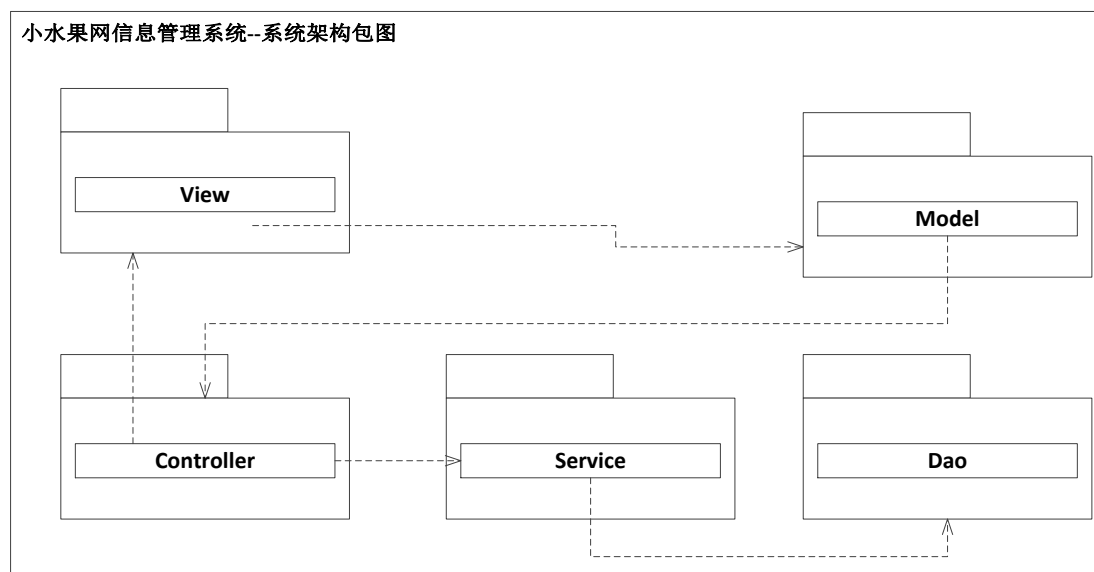 小水果网信息管理系统--系统架构包图
View
Model
Controller
Service
Dao